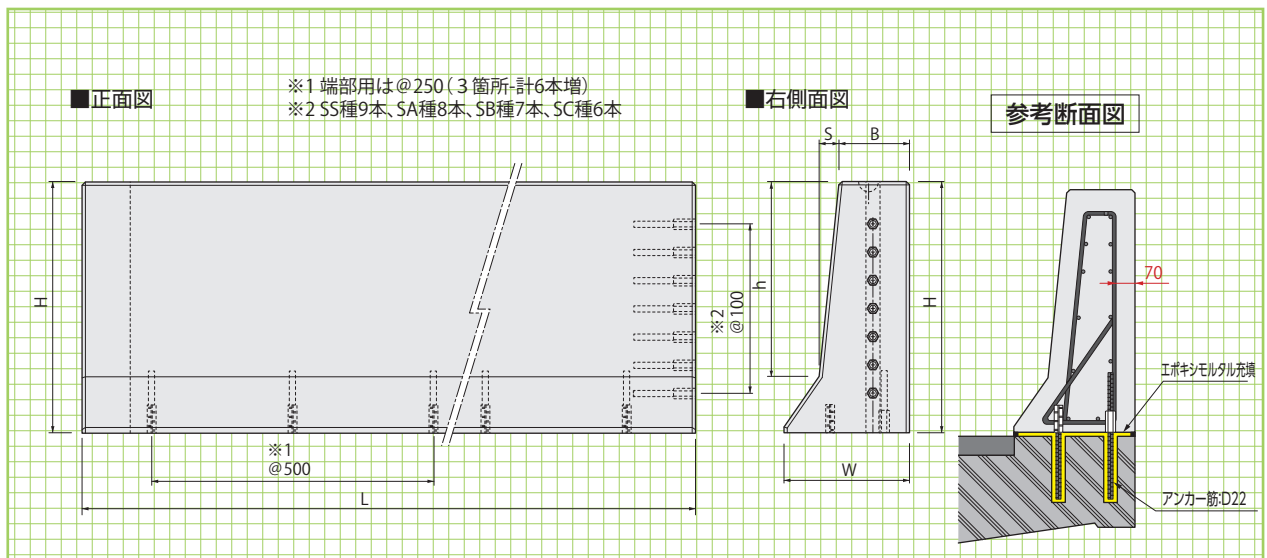 ※1 端部用は@250（3箇所-計6本増）
※2 SS種9本、SA種8本、SB種7本、SC種6本
■正面図
■右側面図
参考断面図
S
B
H
h
H
※2
@100
70
エポキシモルタル充填
※1
@500
W
L
アンカー筋:D22